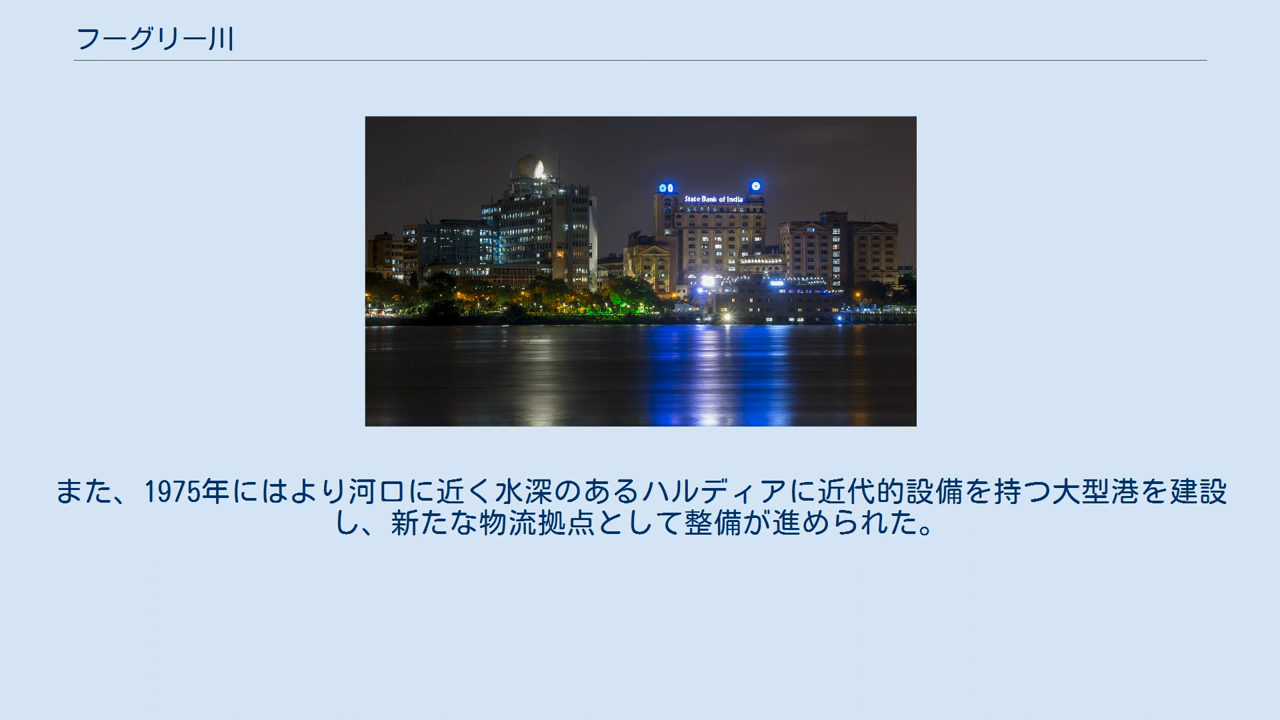 フーグリー川
State Bank of India
また、1975年にはより河口に近く水深のあるハルディアに近代的設備を持つ大型港を建設
し、新たな物流拠点として整備が進められた。